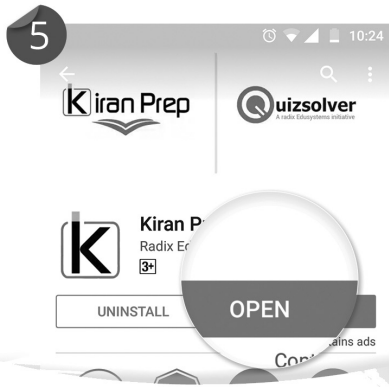 5
10:24
Kiran Prep
Quizsolver
A radix Edusystems initiative
k
Kiran P
Radix Ed
3+
UNINSTALL
OPEN
ains ads
Con